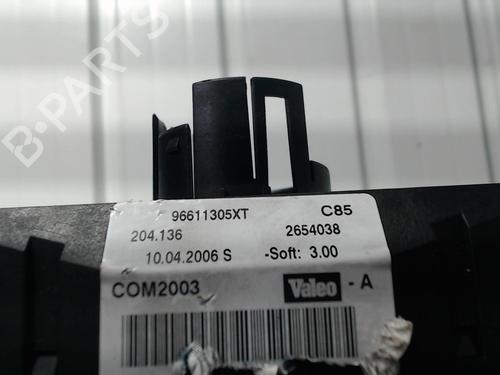 B-PARTS
96611305XT C85
204.136 2654038
10.04.2006 S -Soft: 3.00
COM2003 Valeo - A